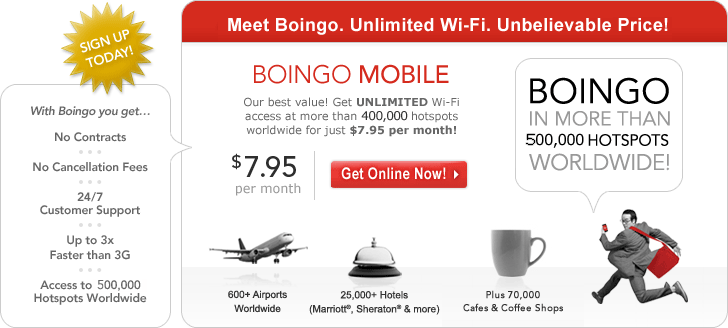 Meet Boingo. Unlimited Wi-Fi. Unbelievable Price!
SIGN UP
TODAY!
With Boingo you get...
No Contracts
No Cancellation Fees
24/7
Customer Support
Up to 3x
Faster than 3G
Access to 500,000
Hotspots Worldwide
BOINGO MOBILE
Our best value! Get UNLIMITED Wi-Fi
access at more than 400,000 hotspots
worldwide for just $7.95 per month!
$7.95
per month
Get Online Now!
BOINGO
IN MORE THAN
500,000 HOTSPOTS
WORLDWIDE!
600+ Airports
Worldwide
25,000+ Hotels
(Marriott®, Sheraton® & more)
Plus 70,000
Cafes & Coffee Shops